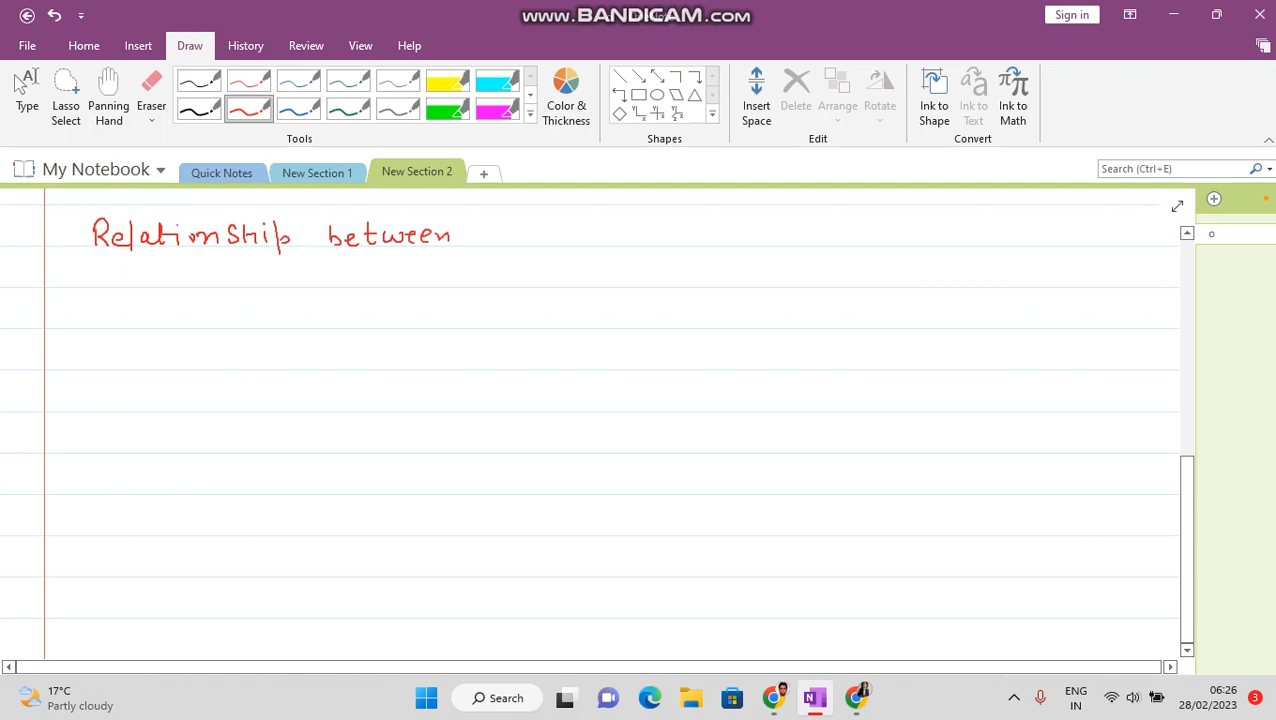 www.BANDICAM.com
Sign in
File Home Insert Draw History Review View Help
Type
Lasso Select
Panning Hand
Eraser
Color & Thickness
Insert Space
Delete
Arrange
Rotate
Ink to Shape
Ink to Text
Ink to Math
Tools
Shapes
Edit
Convert
My Notebook
Quick Notes
New Section 1
New Section 2
Search (Ctrl+E)
RelationShip between
17°C
Partly cloudy
Search
ENG
IN
06:26
28/02/2023
3